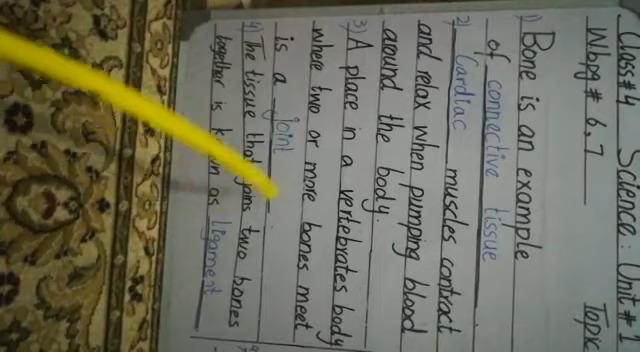 Class#4 Science: Unit #1
Wbpg # 6,7 Topic
1) Bone is an example
of connective tissue
2) Cardiac muscles contract
and relax when pumping blood
around the body.
3) A place in a vertebrates body
where two or more bones meet
is a joint.
4) The tissue that joins two bones
together is as ligament